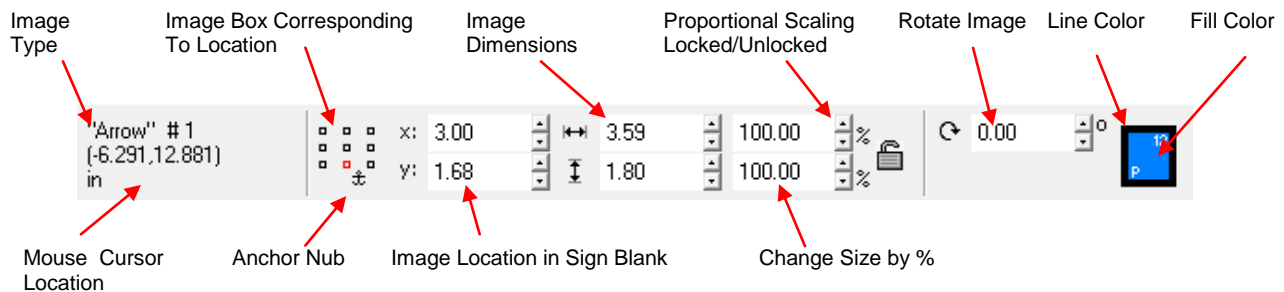 Image Type
Image Box Corresponding To Location
Image Dimensions
Proportional Scaling Locked/Unlocked
Rotate Image
Line Color
Fill Color
"Arrow" # 1
(-6.291,12.881)
in
x: 3.00
3.59
100.00 %
y: 1.68
1.80
100.00 %
0.00 °
12
P
Mouse Cursor Location
Anchor Nub
Image Location in Sign Blank
Change Size by %